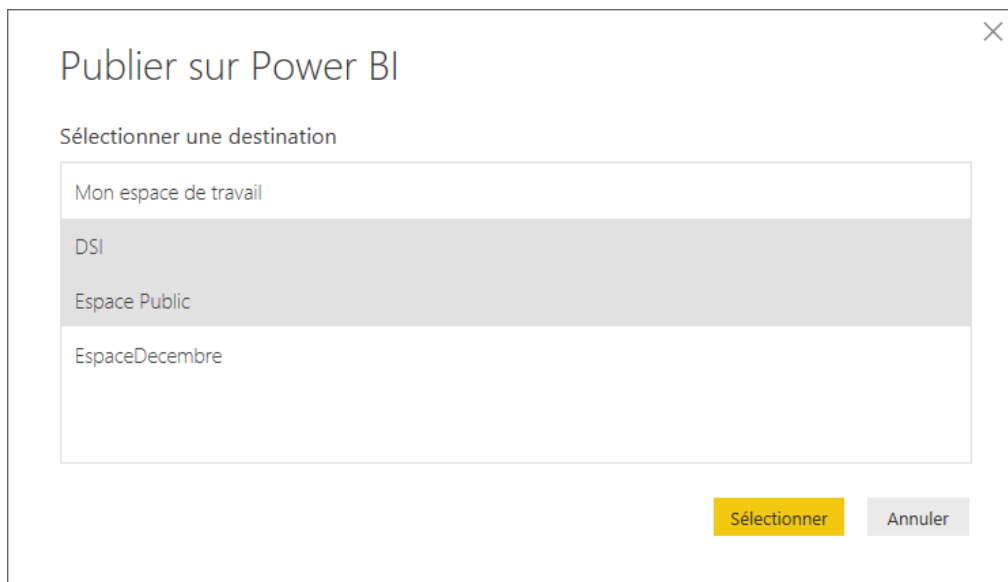 Publier sur Power BI
Sélectionner une destination
Mon espace de travail
DSI
Espace Public
EspaceDecembre
Sélectionner Annuler